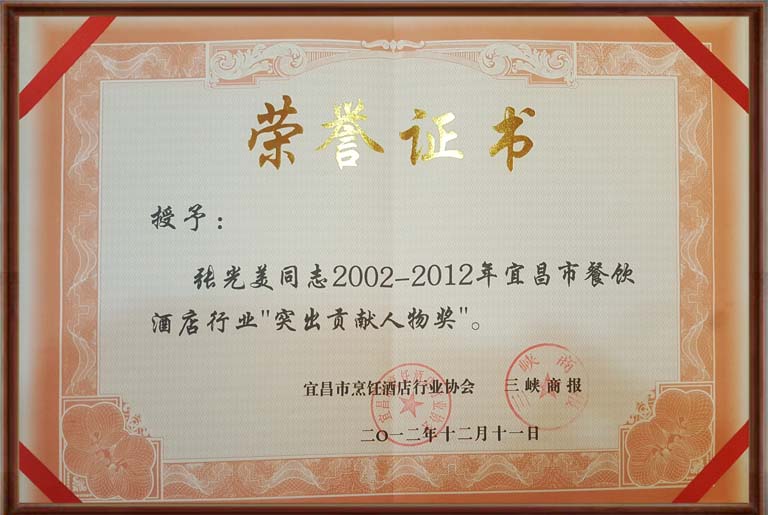 荣誉证书
授予：
张光美同志2002-2012年宜昌市餐饮
酒店行业"突出贡献人物奖"。
宜昌市烹饪酒店行业协会 三峡商报
二〇一二年十二月十一日